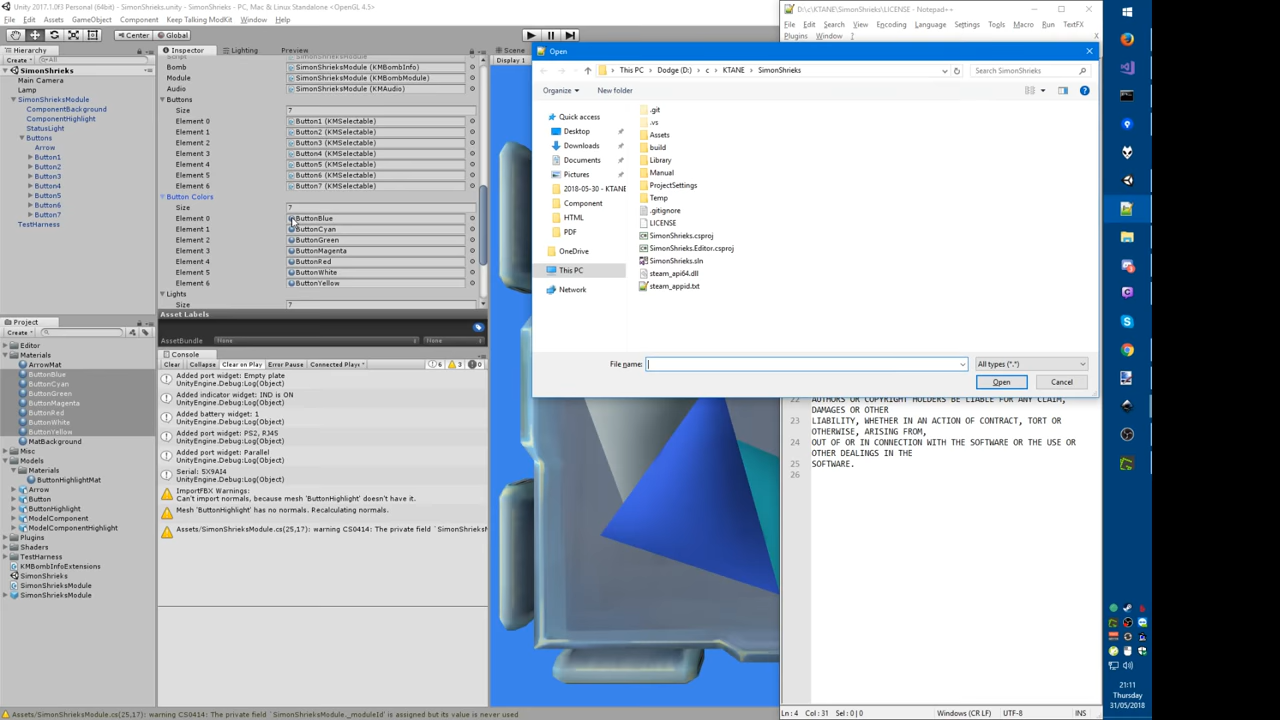 Unity 2017.1.0f3 Personal (64bit) - SimonShrieks.unity - SimonShrieks - PC, Mac & Linux Standalone <OpenGL 4.5>
File Edit Assets GameObject Component Keep Talking ModKit Window Help
Center Global
Hierarchy
Create All
SimonShrieks
Main Camera
Lamp
SimonShrieksModule
ComponentBackground
ComponentHighlight
StatusLight
Buttons
Arrow
Button1
Button2
Button3
Button4
Button5
Button6
Button7
TestHarness
Inspector Lighting Preview
Bomb SimonShrieksModule (KMBombInfo)
Module SimonShrieksModule (KMBombModule)
Audio SimonShrieksModule (KMAudio)
Buttons
Size 7
Element 0 Button1 (KMSelectable)
Element 1 Button2 (KMSelectable)
Element 2 Button3 (KMSelectable)
Element 3 Button4 (KMSelectable)
Element 4 Button5 (KMSelectable)
Element 5 Button6 (KMSelectable)
Element 6 Button7 (KMSelectable)
Button Colors
Size 7
Element 0 ButtonBlue
Element 1 ButtonCyan
Element 2 ButtonGreen
Element 3 ButtonMagenta
Element 4 ButtonRed
Element 5 ButtonWhite
Element 6 ButtonYellow
Lights
Size 7
Asset Labels
AssetBundle None None
Scene
Display 1
Project
Create
Editor
Materials
ArrowMat
ButtonBlue
ButtonCyan
ButtonGreen
ButtonMagenta
ButtonRed
ButtonWhite
ButtonYellow
MatBackground
Misc
Models
Materials
ButtonHighlightMat
Arrow
Button
ButtonHighlight
ModelComponent
ModelComponentHighlight
Plugins
Shaders
TestHarness
KMBombInfoExtensions
SimonShrieks
SimonShrieksModule
SimonShrieksModule
Console
Clear Collapse Clear on Play Error Pause Connected Play 6 3 0
Added port widget: Empty plate
UnityEngine.Debug:Log(Object)
Added indicator widget: IND is ON
UnityEngine.Debug:Log(Object)
Added battery widget: 1
UnityEngine.Debug:Log(Object)
Added port widget: PS2, RJ45
UnityEngine.Debug:Log(Object)
Added port widget: Parallel
UnityEngine.Debug:Log(Object)
Serial: 5X9AI4
UnityEngine.Debug:Log(Object)
ImportFBX Warnings:
Can't import normals, because mesh 'ButtonHighlight' doesn't have it.
Mesh 'ButtonHighlight' has no normals. Recalculating normals.
Assets/SimonShrieksModule.cs(25,17): warning CS0414: The private field `SimonShrieksM
Assets/SimonShrieksModule.cs(25,17): warning CS0414: The private field `SimonShrieksModule._moduleId' is assigned but its value is never used
D:\c\KTANE\SimonShrieks\LICENSE - Notepad++
File Edit Search View Encoding Language Settings Tools Macro Run TextFX
Plugins Window ?
Open
This PC Dodge (D:) c KTANE SimonShrieks Search SimonShrieks
Organize New folder
Quick access
Desktop
Downloads
Documents
Pictures
2018-05-30 - KTANE
Component
HTML
PDF
OneDrive
This PC
Network
.git
.vs
Assets
build
Library
Manual
ProjectSettings
Temp
.gitignore
LICENSE
SimonShrieks.csproj
SimonShrieks.Editor.csproj
SimonShrieks.sln
steam_api64.dll
steam_appid.txt
File name: All types (*.*)
Open Cancel
22 AUTHORS OR COPYRIGHT HOLDERS BE LIABLE FOR ANY CLAIM,
DAMAGES OR OTHER
23 LIABILITY, WHETHER IN AN ACTION OF CONTRACT, TORT OR
OTHERWISE, ARISING FROM,
24 OUT OF OR IN CONNECTION WITH THE SOFTWARE OR THE USE OR
OTHER DEALINGS IN THE
25 SOFTWARE.
26
Ln : 4 Col : 31 Sel : 0 | 0 Windows (CR LF) UTF-8 INS
21:11
Thursday
31/05/2018